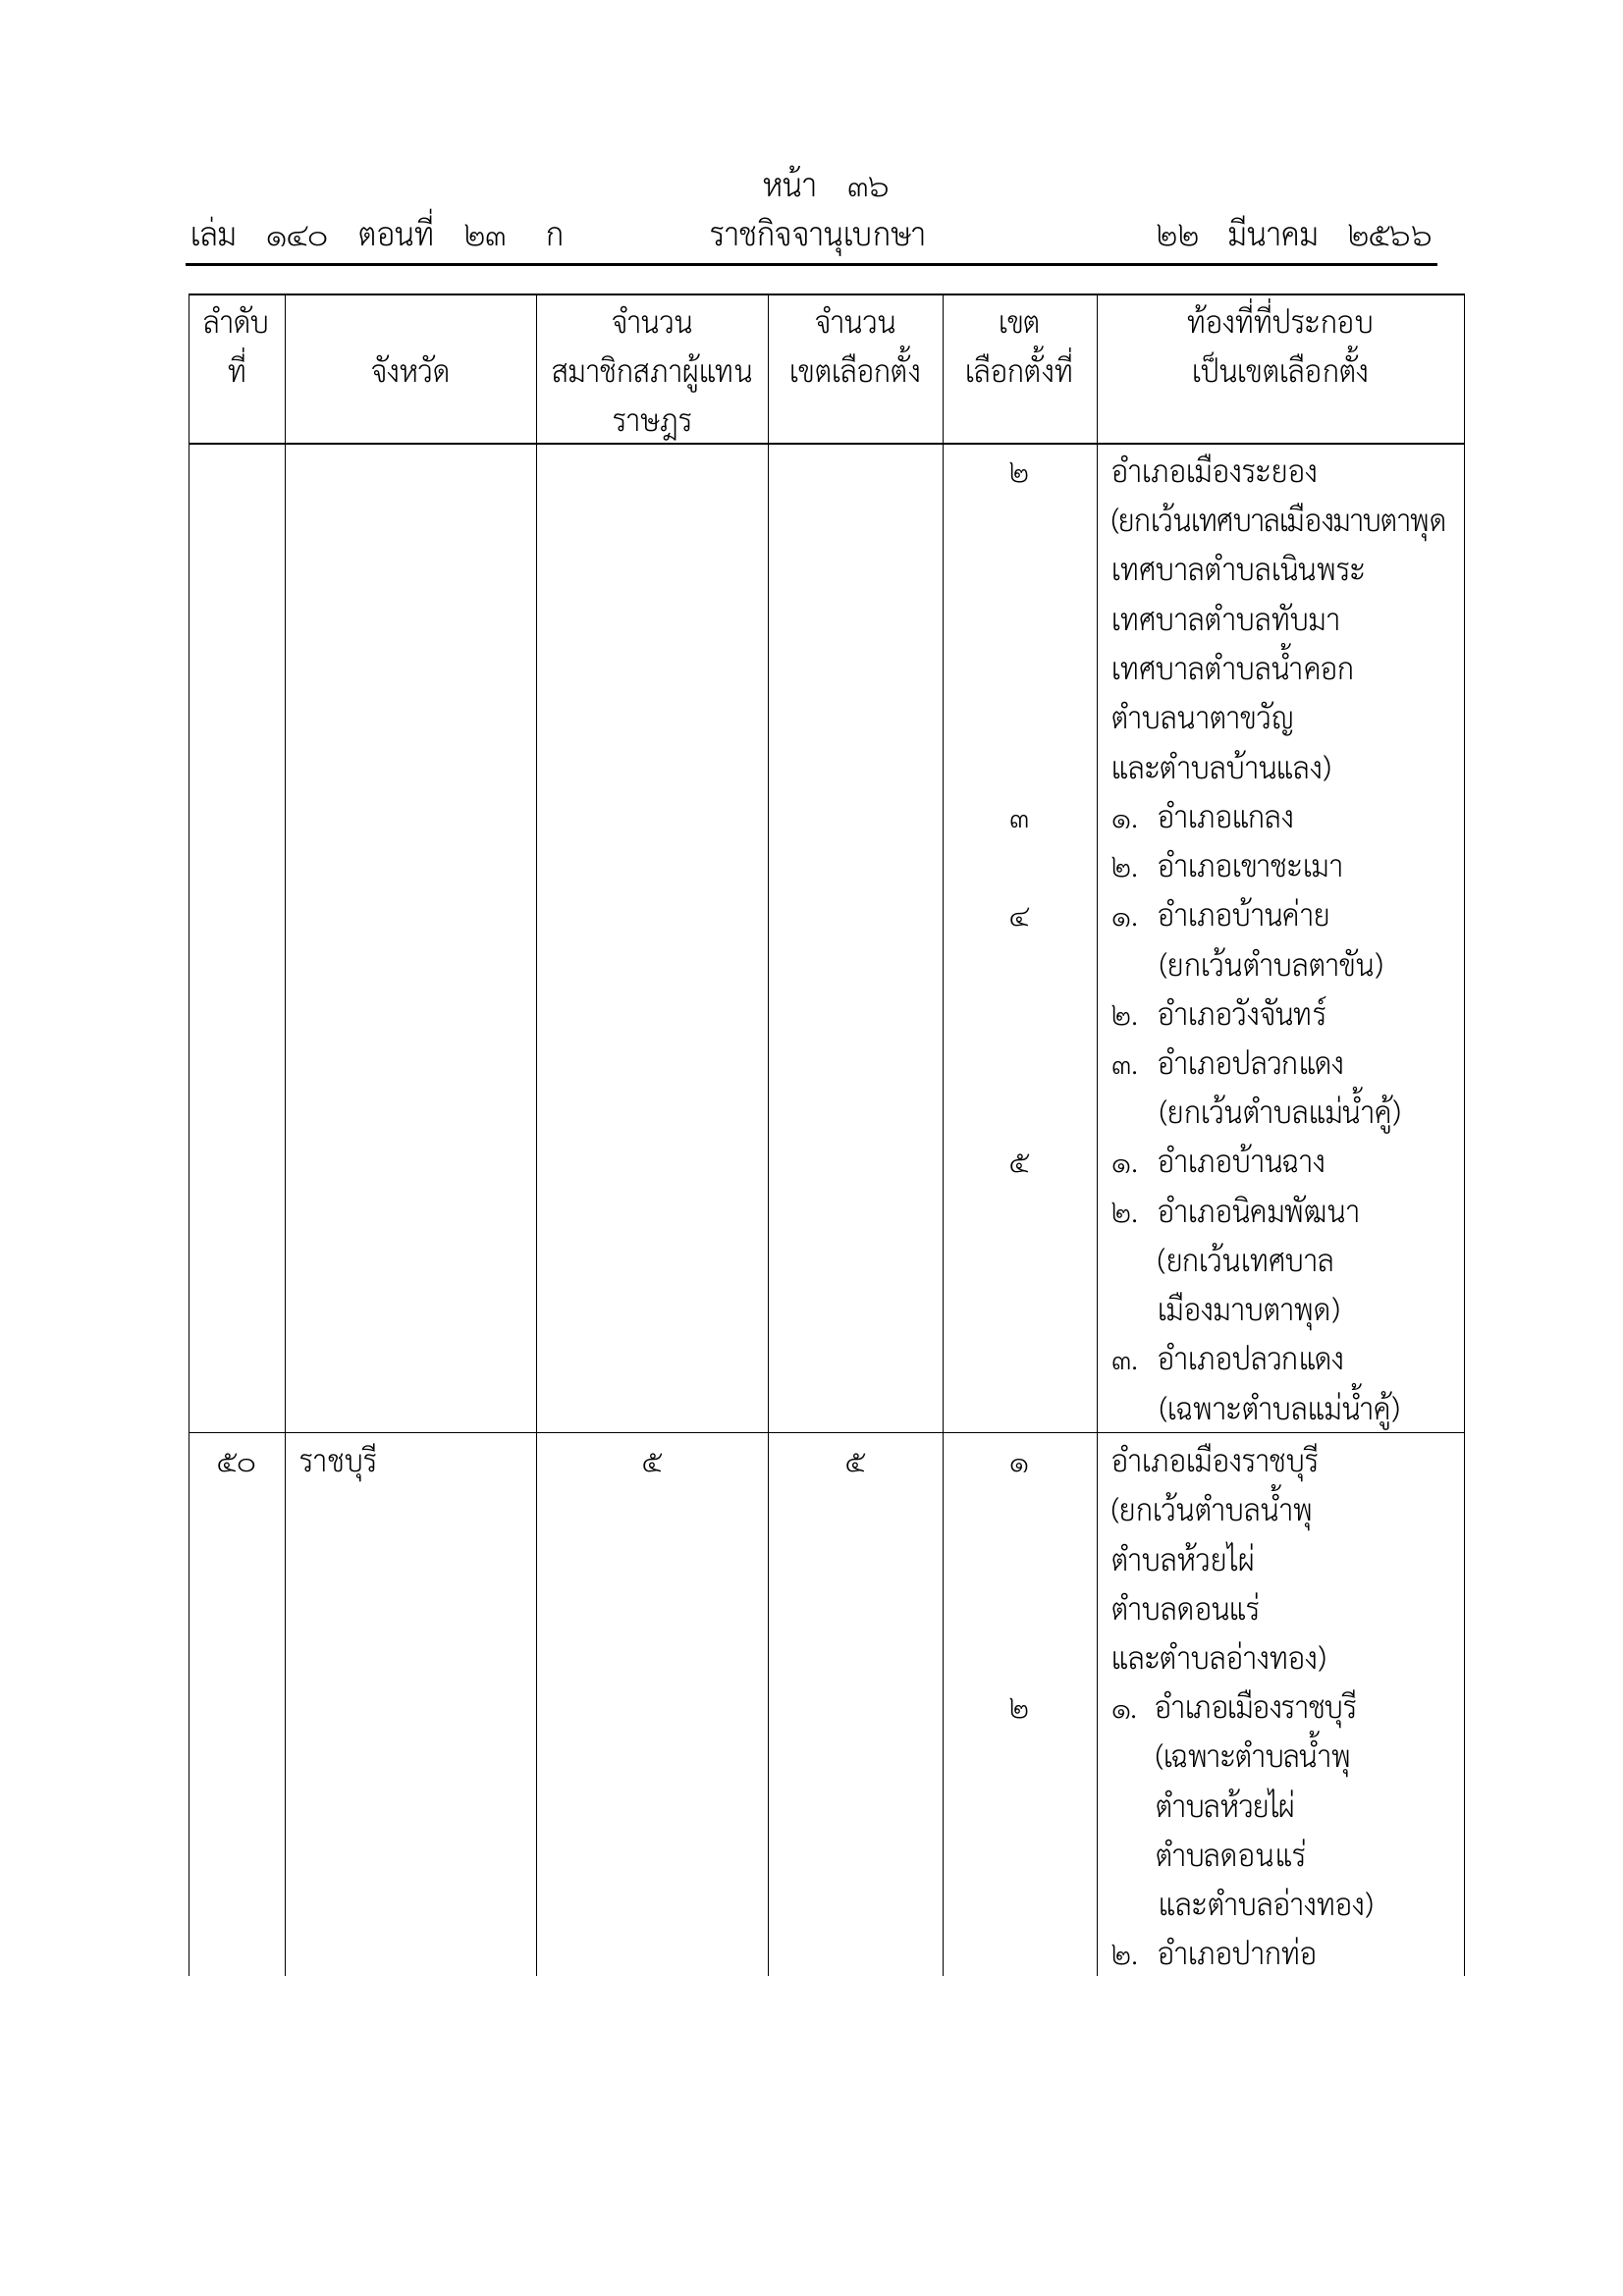 หน้า ๓๖
เล่ม ๑๔๐ ตอนที่ ๒๓ ก ราชกิจจานุเบกษา ๒๒ มีนาคม ๒๕๖๖
ลำดับ จำนวน จำนวน เขต ท้องที่ที่ประกอบ
ที่ จังหวัด สมาชิกสภาผู้แทน เขตเลือกตั้ง เลือกตั้งที่ เป็นเขตเลือกตั้ง
ราษฎร
๒ อำเภอเมืองระยอง
(ยกเว้นเทศบาลเมืองมาบตาพุด
เทศบาลตำบลเนินพระ
เทศบาลตำบลทับมา
เทศบาลตำบลน้ำคอก
ตำบลนาตาขวัญ
และตำบลบ้านแลง)
๓ ๑. อำเภอแกลง
๒. อำเภอเขาชะเมา
๔ ๑. อำเภอบ้านค่าย
(ยกเว้นตำบลตาขัน)
๒. อำเภอวังจันทร์
๓. อำเภอปลวกแดง
(ยกเว้นตำบลแม่น้ำคู้)
๕ ๑. อำเภอบ้านฉาง
๒. อำเภอนิคมพัฒนา
(ยกเว้นเทศบาล
เมืองมาบตาพุด)
๓. อำเภอปลวกแดง
(เฉพาะตำบลแม่น้ำคู้)
๕๐ ราชบุรี ๕ ๕ ๑ อำเภอเมืองราชบุรี
(ยกเว้นตำบลน้ำพุ
ตำบลห้วยไผ่
ตำบลดอนแร่
และตำบลอ่างทอง)
๒ ๑. อำเภอเมืองราชบุรี
(เฉพาะตำบลน้ำพุ
ตำบลห้วยไผ่
ตำบลดอนแร่
และตำบลอ่างทอง)
๒. อำเภอปากท่อ